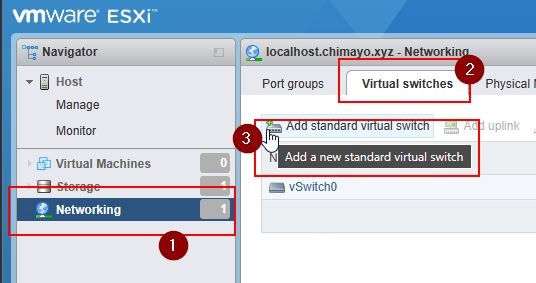 vmware ESXi™
Navigator
Host
Manage
Monitor
Virtual Machines 0
Storage 1
Networking 1
1
localhost.chimayo.xyz - Networking
Port groups Virtual switches Physical
2
Add standard virtual switch Add uplink
3
Add a new standard virtual switch
vSwitch0